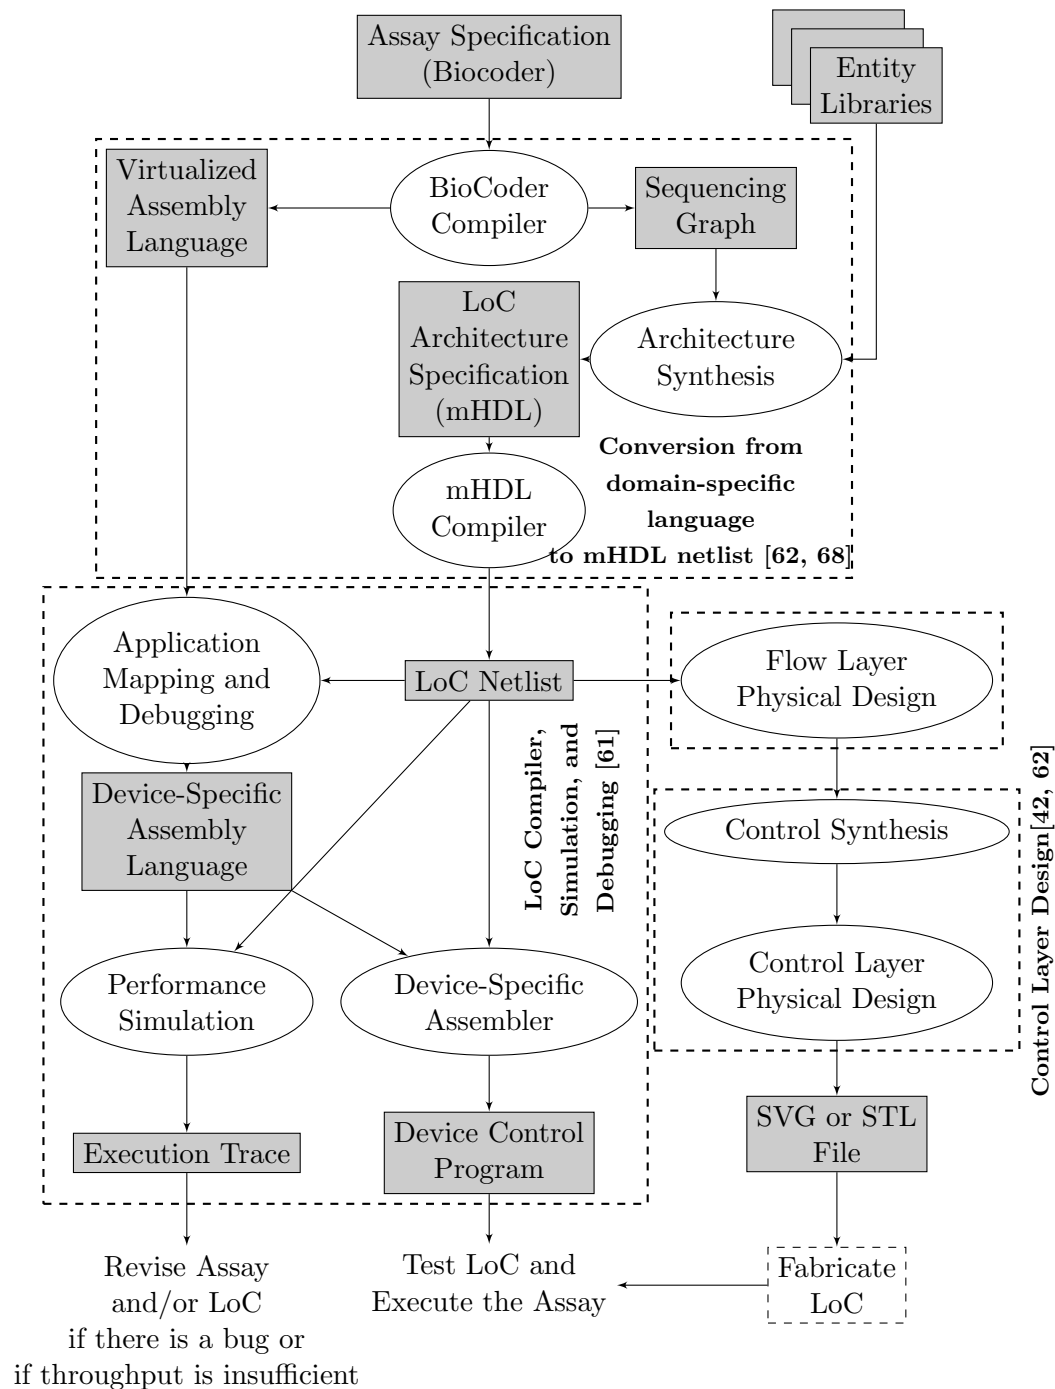 Assay Specification
(Biocoder)
Entity
Libraries
Virtualized
Assembly
Language
BioCoder
Compiler
Sequencing
Graph
LoC
Architecture
Specification
(mHDL)
Architecture
Synthesis
Conversion from
domain-specific
language
to mHDL netlist [62, 68]
mHDL
Compiler
Application
Mapping and
Debugging
LoC Netlist
Flow Layer
Physical Design
LoC Compiler,
Simulation, and
Debugging [61]
Device-Specific
Assembly
Language
Control Synthesis
Control Layer Design[42, 62]
Performance
Simulation
Device-Specific
Assembler
Control Layer
Physical Design
Execution Trace
Device Control
Program
SVG or STL
File
Revise Assay
and/or LoC
if there is a bug or
if throughput is insufficient
Test LoC and
Execute the Assay
Fabricate
LoC